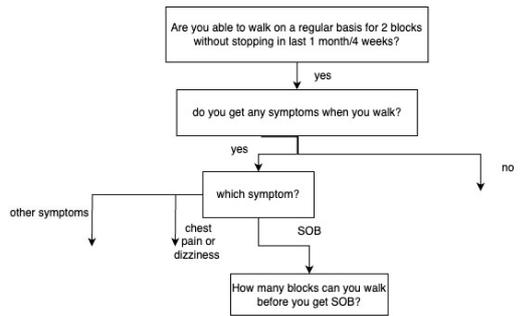 Are you able to walk on a regular basis for 2 blocks
without stopping in last 1 month/4 weeks?
yes
do you get any symptoms when you walk?
yes
no
which symptom?
other symptoms
chest
pain or
dizziness
SOB
How many blocks can you walk
before you get SOB?